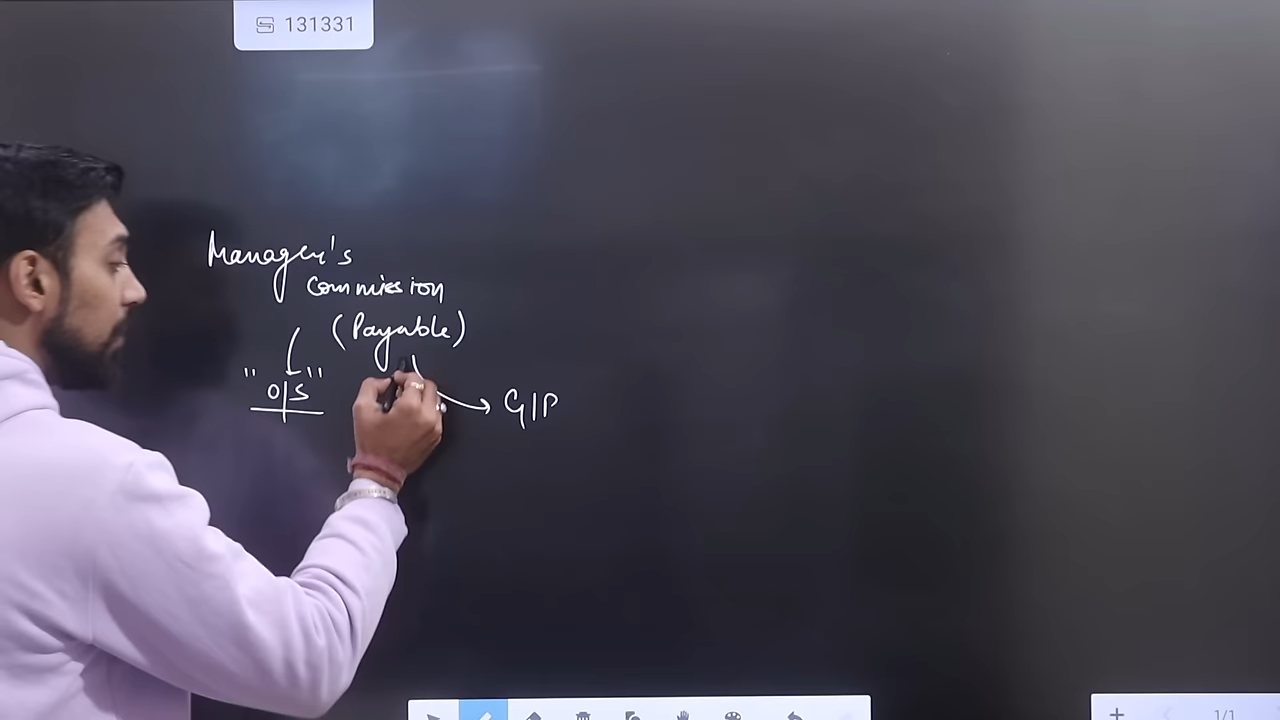 131331
Manager's
Commission
(Payable)
" O/S "
G/P
1/1